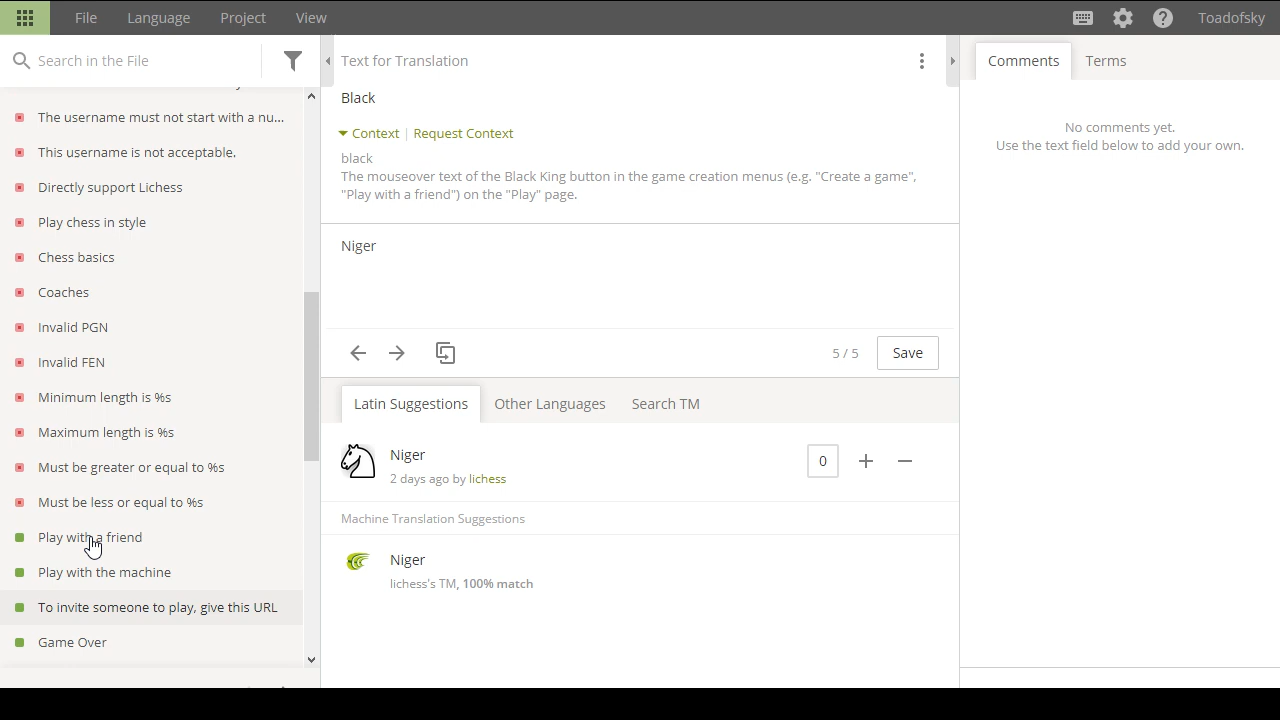 File Language Project View Toadofsky
Search in the File
The username must not start with a nu...
This username is not acceptable.
Directly support Lichess
Play chess in style
Chess basics
Coaches
Invalid PGN
Invalid FEN
Minimum length is %s
Maximum length is %s
Must be greater or equal to %s
Must be less or equal to %s
Play with a friend
Play with the machine
To invite someone to play, give this URL
Game Over
Text for Translation
Black
Context | Request Context
black
The mouseover text of the Black King button in the game creation menus (e.g. "Create a game",
"Play with a friend") on the "Play" page.
Niger
5 / 5 Save
Latin Suggestions Other Languages Search TM
Niger
2 days ago by lichess
0
Machine Translation Suggestions
Niger
lichess's TM, 100% match
Comments Terms
No comments yet.
Use the text field below to add your own.